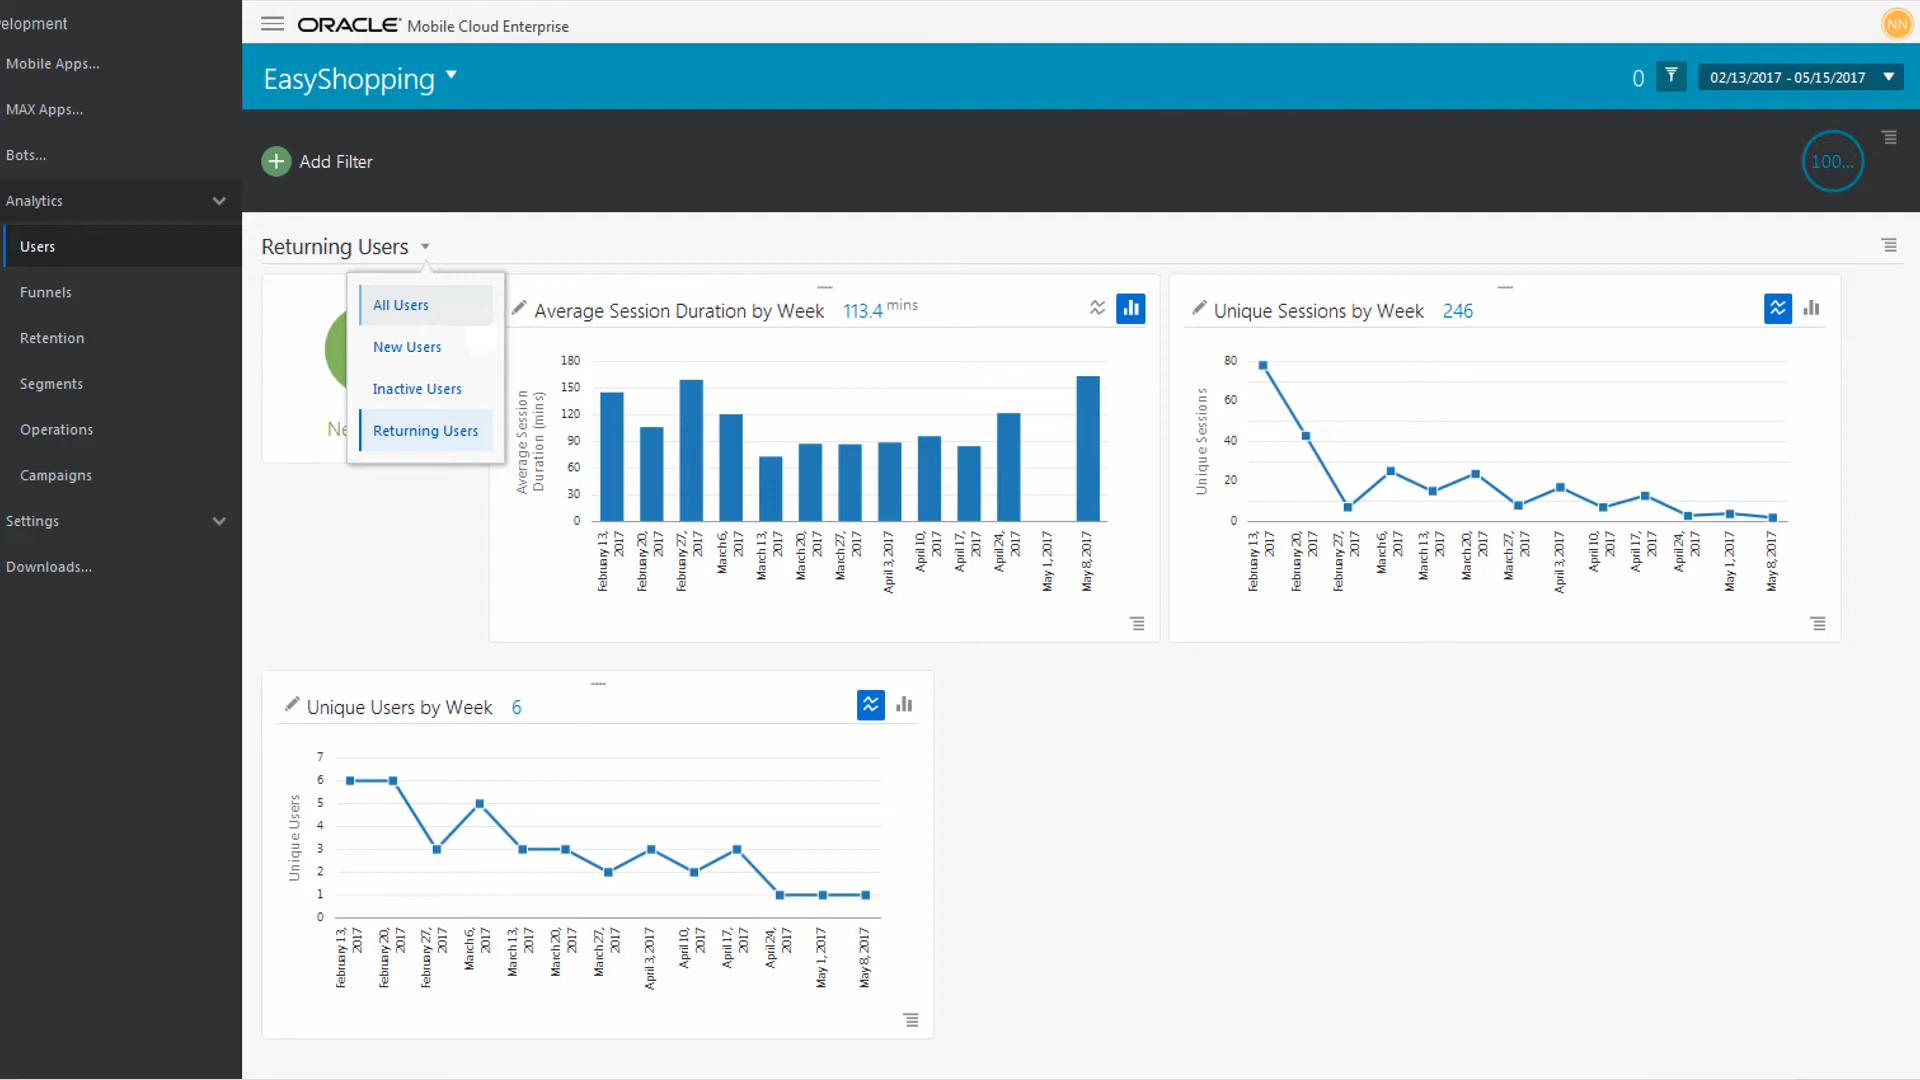 velopment
Mobile Apps...
MAX Apps...
Bots...
Analytics
Users
Funnels
Retention
Segments
Operations
Campaigns
Settings
Downloads...
ORACLE Mobile Cloud Enterprise
NN
EasyShopping
0
02/13/2017 - 05/15/2017
Add Filter
100...
Returning Users
All Users
New Users
Inactive Users
Returning Users
Ne
Average Session Duration by Week 113.4 mins
Average Session
Duration (mins)
180
150
120
90
60
30
0
February 13, 2017
February 20, 2017
February 27, 2017
March 6, 2017
March 13, 2017
March 20, 2017
March 27, 2017
April 3, 2017
April 10, 2017
April 17, 2017
April 24, 2017
May 1, 2017
May 8, 2017
Unique Sessions by Week 246
Unique Sessions
80
60
40
20
0
February 13, 2017
February 20, 2017
February 27, 2017
March 6, 2017
March 13, 2017
March 20, 2017
March 27, 2017
April 3, 2017
April 10, 2017
April 17, 2017
April 24, 2017
May 1, 2017
May 8, 2017
Unique Users by Week 6
Unique Users
7
6
5
4
3
2
1
0
February 13, 2017
February 20, 2017
February 27, 2017
March 6, 2017
March 13, 2017
March 20, 2017
March 27, 2017
April 3, 2017
April 10, 2017
April 17, 2017
April 24, 2017
May 1, 2017
May 8, 2017